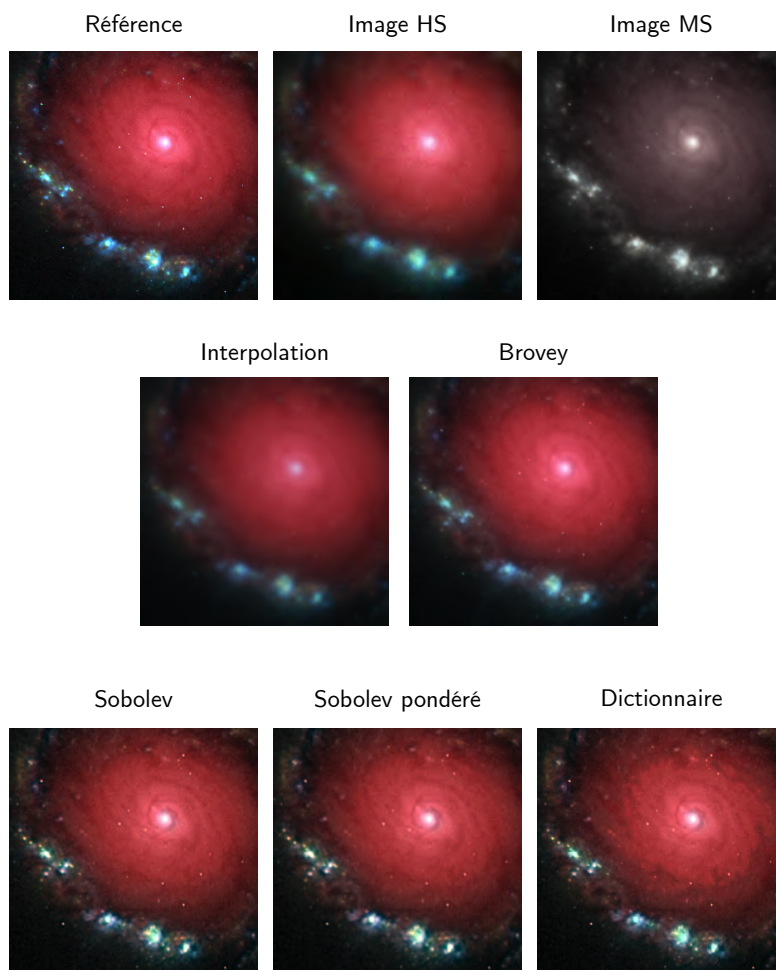 Référence
Image HS
Image MS
Interpolation
Brovey
Sobolev
Sobolev pondéré
Dictionnaire